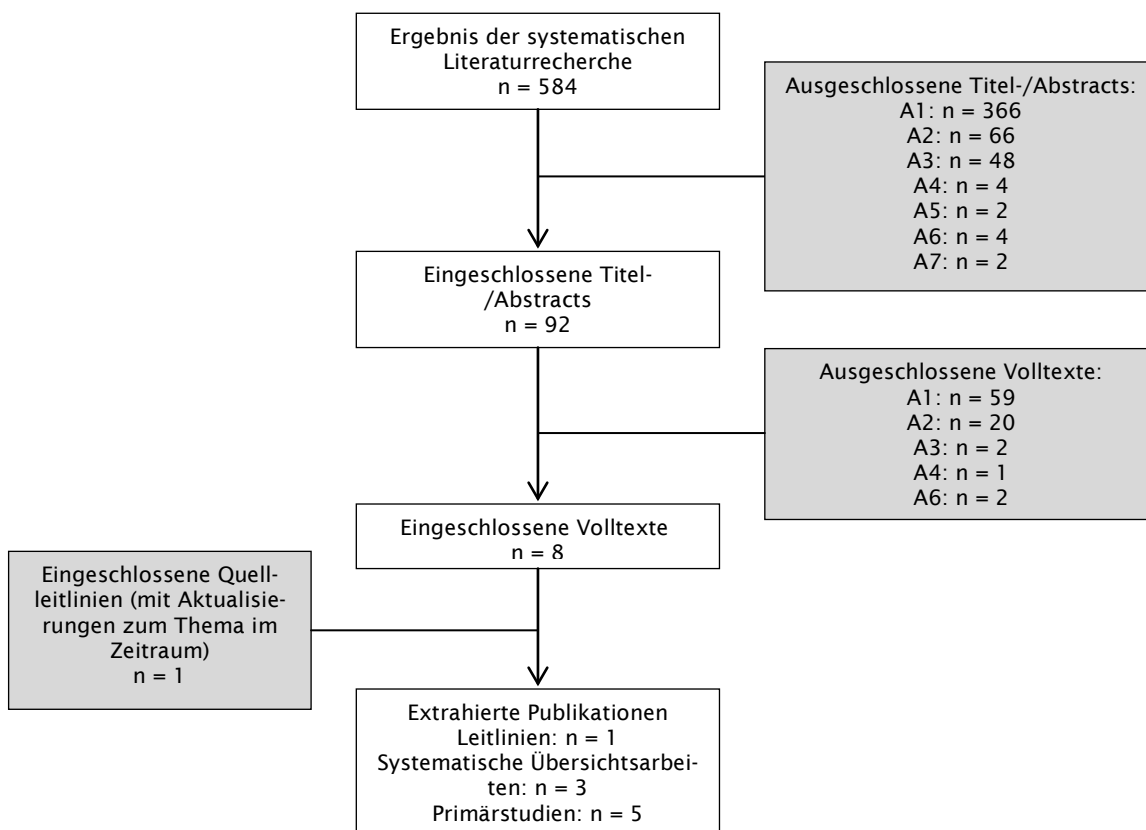 Ergebnis der systematischen
Literaturrecherche
n = 584
Ausgeschlossene Titel-/Abstracts:
A1: n = 366
A2: n = 66
A3: n = 48
A4: n = 4
A5: n = 2
A6: n = 4
A7: n = 2
Eingeschlossene Titel-
/Abstracts
n = 92
Ausgeschlossene Volltexte:
A1: n = 59
A2: n = 20
A3: n = 2
A4: n = 1
A6: n = 2
Eingeschlossene Volltexte
n = 8
Eingeschlossene Quell-
leitlinien (mit Aktualisie-
rungen zum Thema im
Zeitraum)
n = 1
Extrahierte Publikationen
Leitlinien: n = 1
Systematische Übersichtsarbei-
ten: n = 3
Primärstudien: n = 5